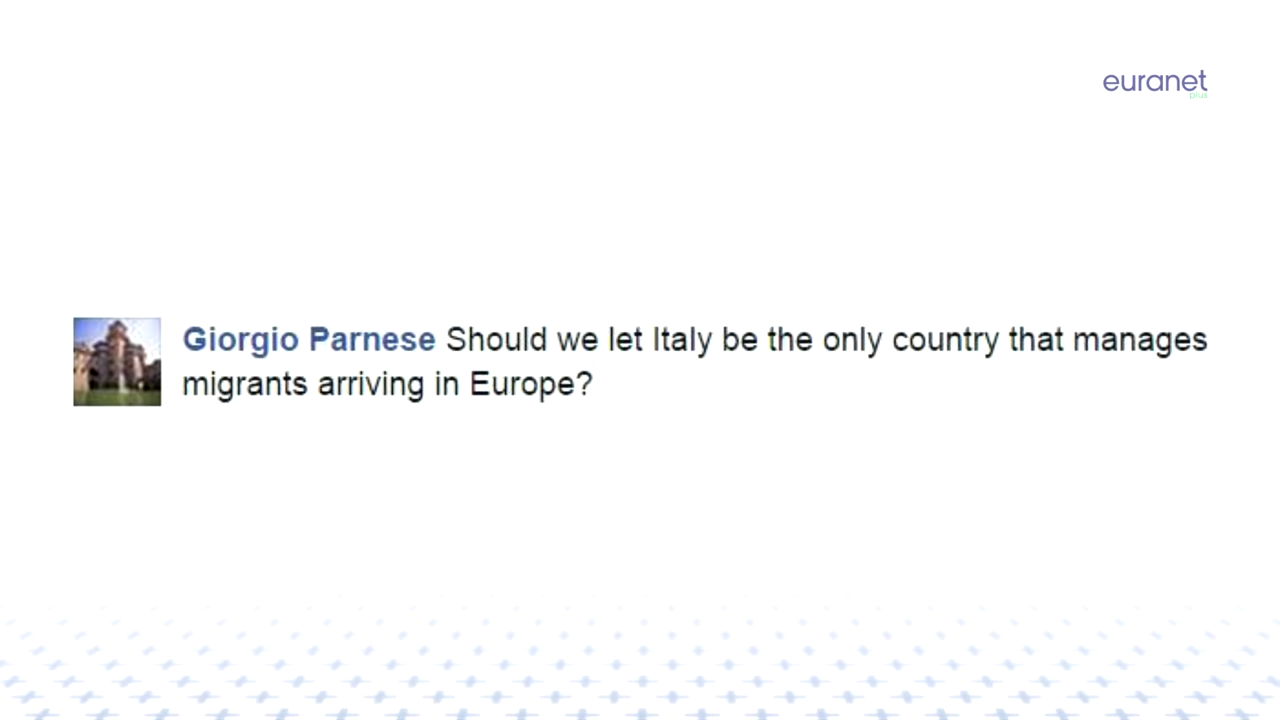 euranet
plus
Giorgio Parnese Should we let Italy be the only country that manages
migrants arriving in Europe?